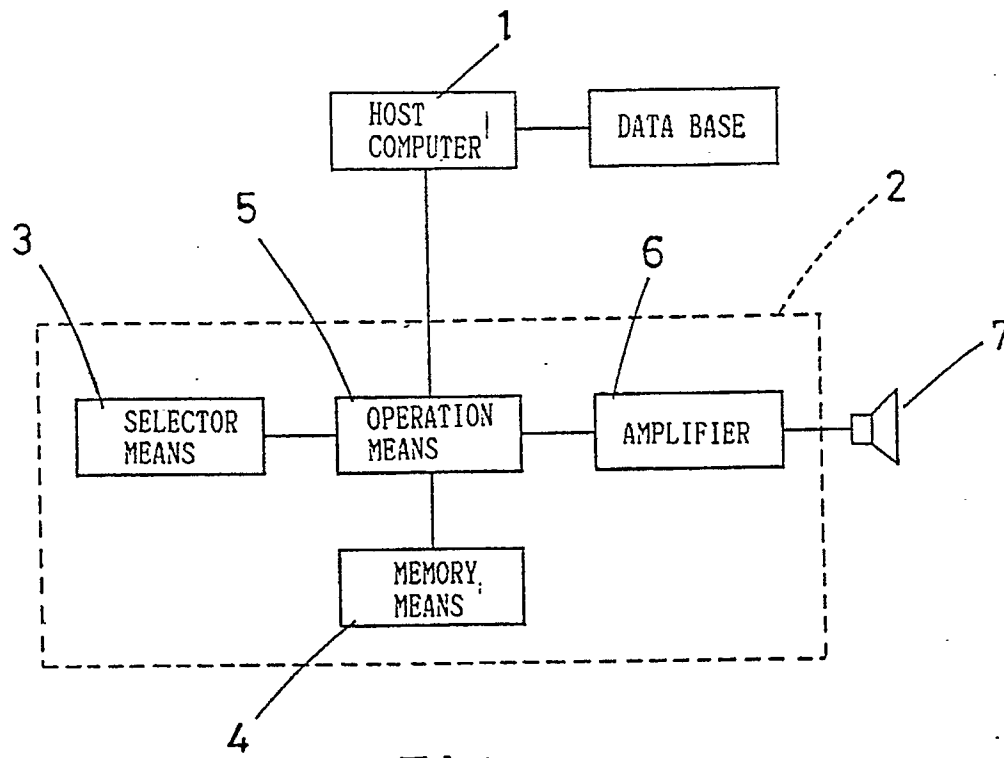 1
HOST
COMPUTER
DATA BASE
2
5
3
6
7
SELECTOR
MEANS
OPERATION
MEANS
AMPLIFIER
MEMORY
MEANS
4